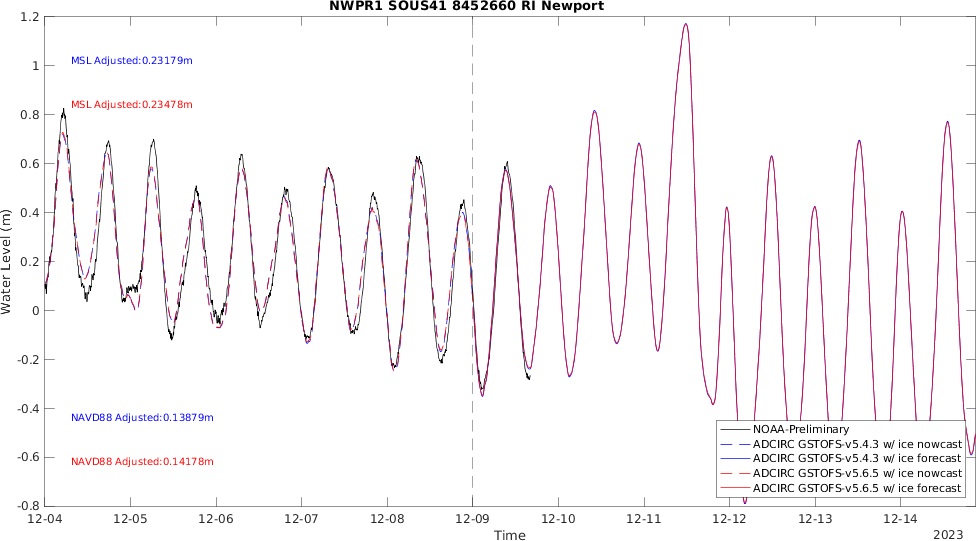 NWPR1 SOUS41 8452660 RI Newport
1.2
1
0.8
0.6
0.4
0.2
0
-0.2
-0.4
-0.6
-0.8
Water Level (m)
MSL Adjusted:0.23179m
MSL Adjusted:0.23478m
NAVD88 Adjusted:0.13879m
NAVD88 Adjusted:0.14178m
NOAA-Preliminary
ADCIRC GSTOFS-v5.4.3 w/ ice nowcast
ADCIRC GSTOFS-v5.4.3 w/ ice forecast
ADCIRC GSTOFS-v5.6.5 w/ ice nowcast
ADCIRC GSTOFS-v5.6.5 w/ ice forecast
12-04 12-05 12-06 12-07 12-08 12-09 12-10 12-11 12-12 12-13 12-14
Time
2023